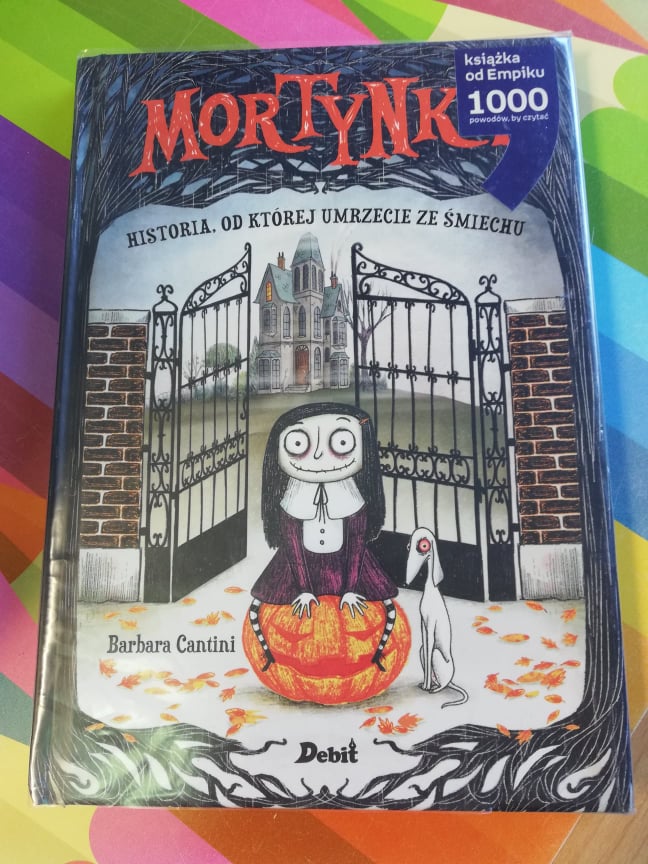 książka
od Empiku
1000
powodów, by czytać
MORTYNK
HISTORIA, OD KTÓREJ UMRZECIE ZE ŚMIECHU
Barbara Cantini
Debit